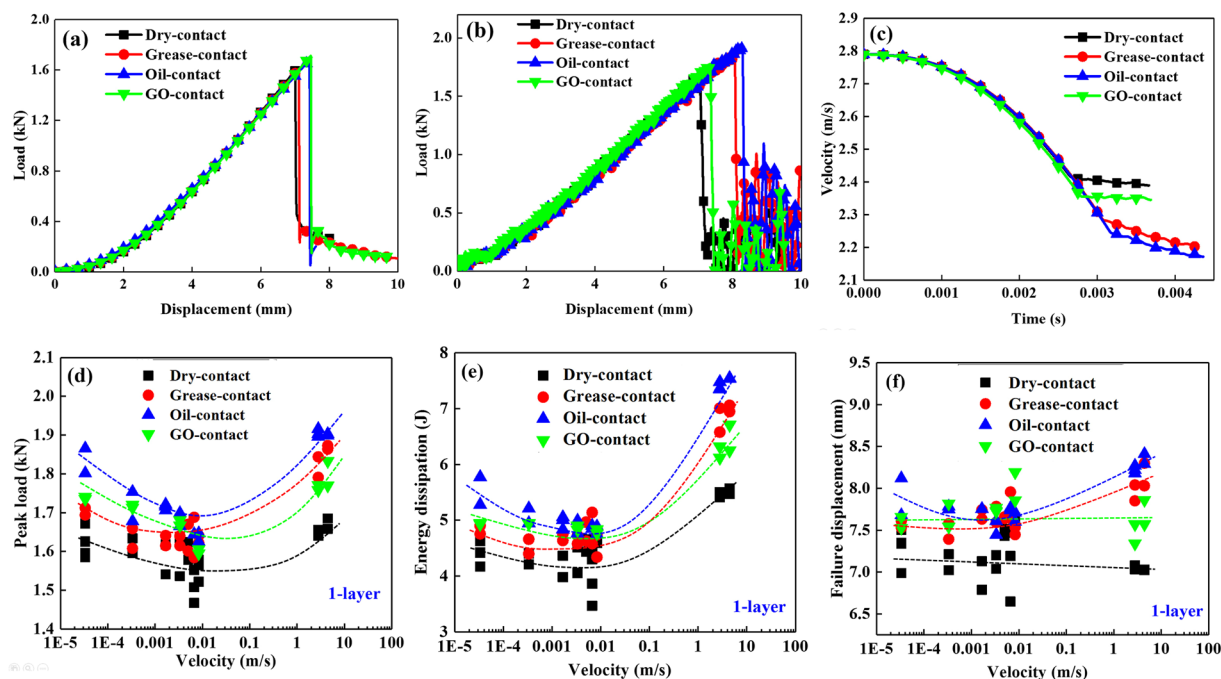 (a)
Dry-contact
Grease-contact
Oil-contact
GO-contact
Load (kN)
2.0
1.6
1.2
0.8
0.4
0.0
0 2 4 6 8 10
Displacement (mm)
(b)
Dry-contact
Grease-contact
Oil-contact
GO-contact
Load (kN)
2.0
1.6
1.2
0.8
0.4
0.0
0 2 4 6 8 10
Displacement (mm)
(c)
Dry-contact
Grease-contact
Oil-contact
GO-contact
Velocity (m/s)
2.9
2.8
2.7
2.6
2.5
2.4
2.3
2.2
2.1
0.000 0.001 0.002 0.003 0.004
Time (s)
(d)
Dry-contact
Grease-contact
Oil-contact
GO-contact
Peak load (kN)
2.1
2.0
1.9
1.8
1.7
1.6
1.5
1.4
1-layer
1E-5 0.001 0.01 0.1 1 10 100
Velocity (m/s)
(e)
Dry-contact
Grease-contact
Oil-contact
GO-contact
Energy dissipation (J)
8
7
6
5
4
3
1-layer
1E-5 0.001 0.01 0.1 1 10 100
Velocity (m/s)
(f)
Dry-contact
Grease-contact
Oil-contact
GO-contact
Failure displacement (mm)
9.5
9.0
8.5
8.0
7.5
7.0
6.5
1-layer
1E-5 0.001 0.01 0.1 1 10 100
Velocity (m/s)